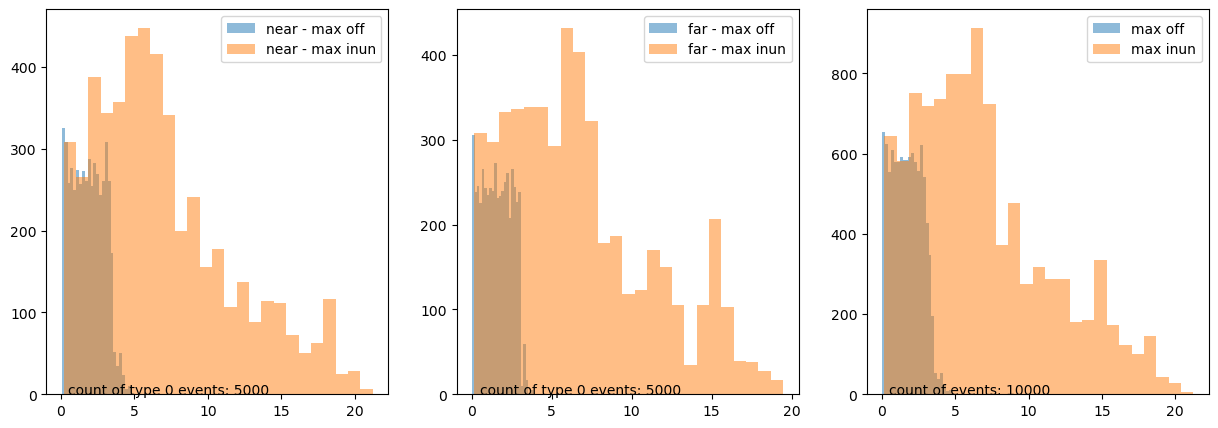 near - max off
near - max inun
400
300
200
100
0
count of type 0 events: 5000
0 5 10 15 20
far - max off
far - max inun
400
300
200
100
0
count of type 0 events: 5000
0 5 10 15 20
max off
max inun
800
600
400
200
0
count of events: 10000
0 5 10 15 20